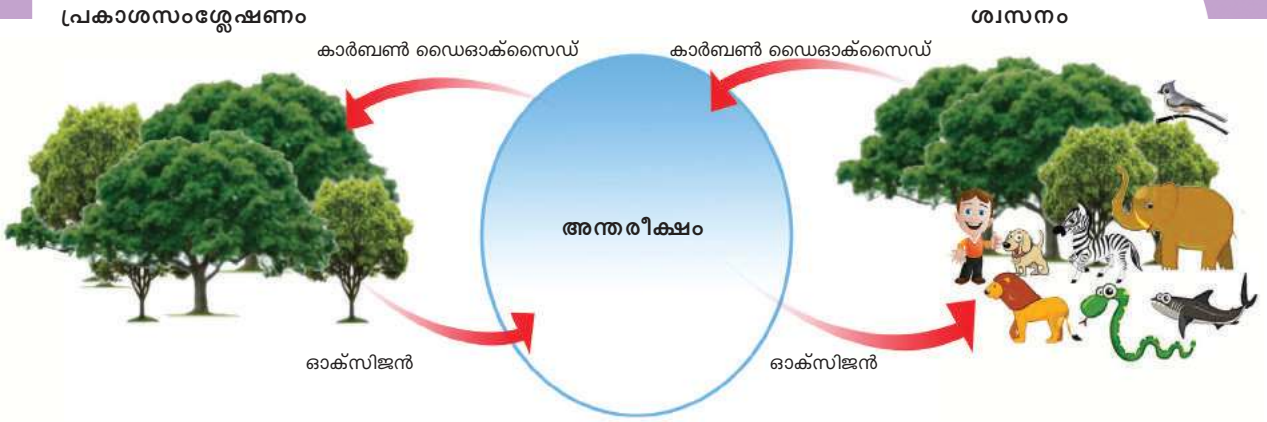 പ്രകാശസംശ്ലേഷണം
ശ്വസനം
കാർബൺ ഡൈഓക്സൈഡ്
കാർബൺ ഡൈഓക്സൈഡ്
അന്തരീക്ഷം
ഓക്സിജൻ
ഓക്സിജൻ